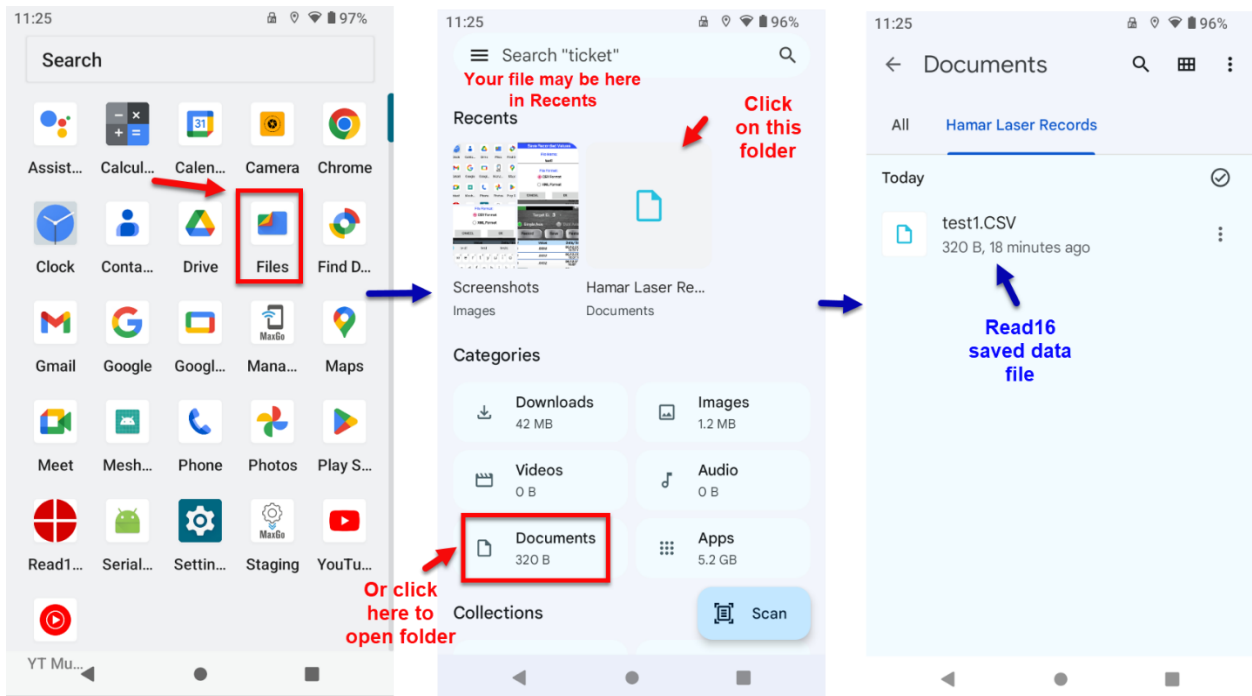 11:25
97%
Search
31
Assist...
Calcul...
Calen...
Camera
Chrome
Clock
Conta...
Drive
Files
Find D...
MaxGo
Gmail
Google
Googl...
Mana...
Maps
Meet
Mesh...
Phone
Photos
Play S...
MaxGo
Read1...
Serial...
Settin...
Staging
YouTu...
YT Mu...
11:25
96%
Search "ticket"
Your file may be here
in Recents
Recents
Click
on this
folder
Screenshots
Images
Hamar Laser Re...
Documents
Categories
Downloads
42 MB
Images
1.2 MB
Videos
0 B
Audio
0 B
Documents
320 B
Apps
5.2 GB
Or click
here to
open folder
Collections
Scan
11:25
96%
Documents
All
Hamar Laser Records
Today
test1.CSV
320 B, 18 minutes ago
Read16
saved data
file